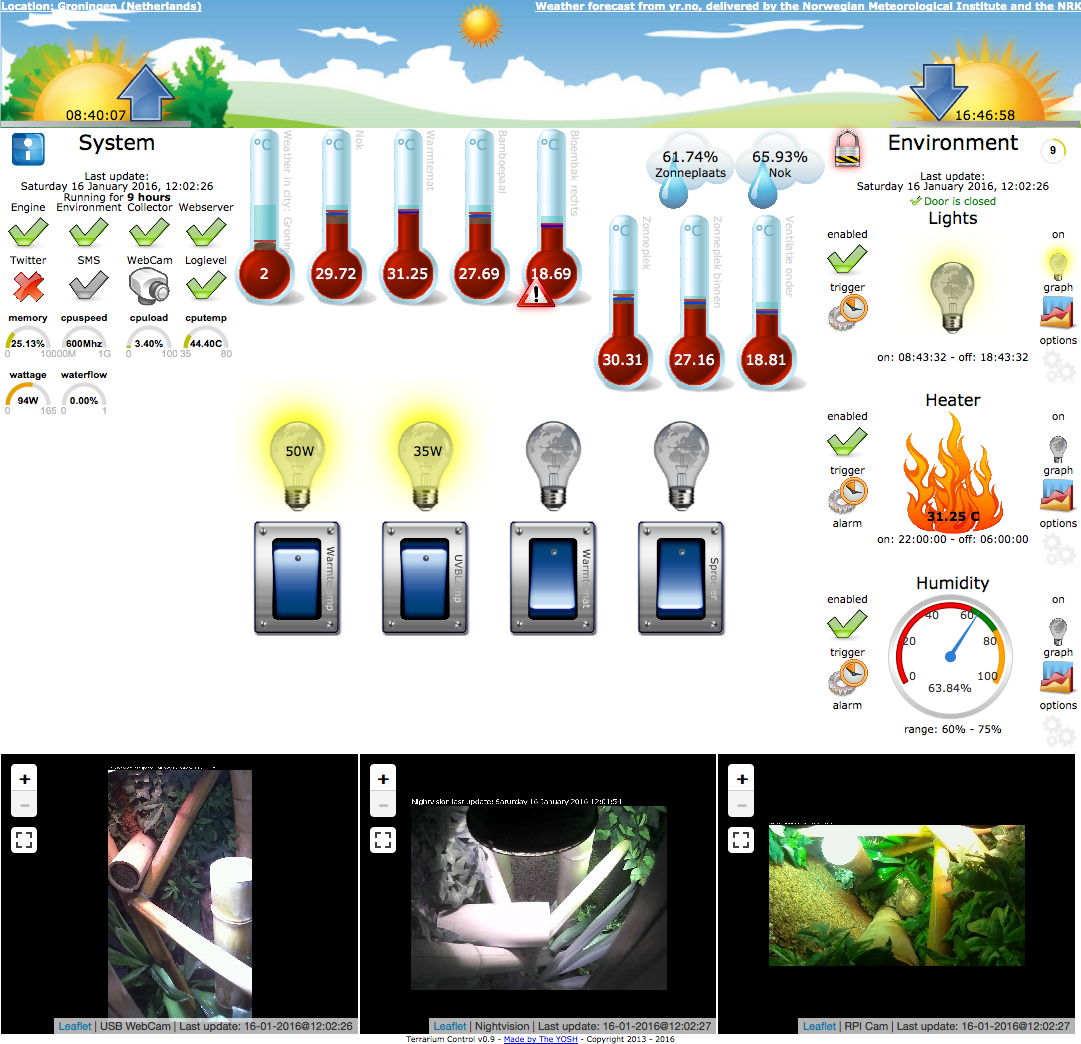 Location: Groningen (Netherlands)
Weather forecast from yr.no, delivered by the Norwegian Meteorological Institute and the NRK
08:40:07
16:46:58
System
Last update:
Saturday 16 January 2016, 12:02:26
Running for 9 hours
Engine Environment Collector Webserver
Twitter SMS WebCam Loglevel
memory cpuspeed cpuload cputemp
25.13% 600Mhz 3.40% 44.40C
0 100 00M 1G 0 100 35 80
wattage waterflow
94W 0.00%
0 165 0 1
°C °C °C °C °C
Weather in city: Gronin
Nok
Warmtemat
Bamboepaal
Bloembak rechts
2 29.72 31.25 27.69 18.69
61.74%
Zonneplaats
65.93%
Nok
°C °C °C
Zonneplek
Zonneplek binnen
Ventilatie onder
30.31 27.16 18.81
50W 35W
UVBLamp
Environment
9
Last update:
Saturday 16 January 2016, 12:02:26
Door is closed
Lights
enabled on
trigger graph
options
on: 08:43:32 - off: 18:43:32
Heater
enabled on
trigger graph
31.25 C
alarm options
on: 22:00:00 - off: 06:00:00
Humidity
enabled on
0 20 40 60 80 100
trigger graph
63.84%
alarm options
range: 60% - 75%
+
−
+
−
+
−
Nightvision last update: Saturday 16 January 2016 12:01:51
Leaflet | USB WebCam | Last update: 16-01-2016@12:02:26
Leaflet | Nightvision | Last update: 16-01-2016@12:02:27
Leaflet | RPI Cam | Last update: 16-01-2016@12:02:27
Terrarium Control v0.9 - Made by The YOSH - Copyright 2013 - 2016